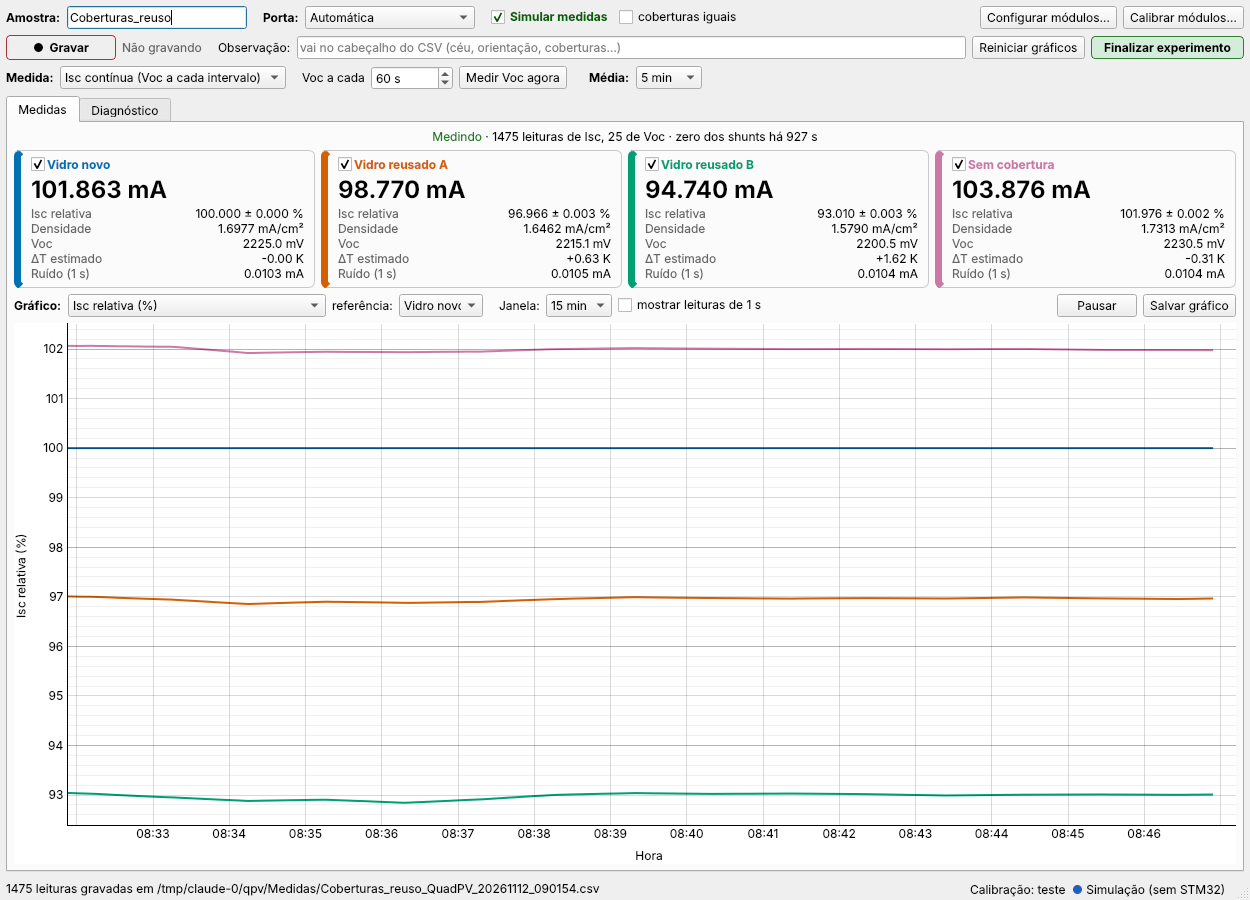 Amostra: Coberturas_reuso Porta: Automática Simular medidas coberturas iguais Configurar módulos... Calibrar módulos...
Gravar Não gravando Observação: vai no cabeçalho do CSV (céu, orientação, coberturas...) Reiniciar gráficos Finalizar experimento
Medida: Isc contínua (Voc a cada intervalo) Voc a cada 60 s Medir Voc agora Média: 5 min
Medidas Diagnóstico
Medindo · 1475 leituras de Isc, 25 de Voc · zero dos shunts há 927 s
Vidro novo
101.863 mA
Isc relativa 100.000 ± 0.000 %
Densidade 1.6977 mA/cm²
Voc 2225.0 mV
ΔT estimado -0.00 K
Ruído (1 s) 0.0103 mA
Vidro reusado A
98.770 mA
Isc relativa 96.966 ± 0.003 %
Densidade 1.6462 mA/cm²
Voc 2215.1 mV
ΔT estimado +0.63 K
Ruído (1 s) 0.0105 mA
Vidro reusado B
94.740 mA
Isc relativa 93.010 ± 0.003 %
Densidade 1.5790 mA/cm²
Voc 2200.5 mV
ΔT estimado +1.62 K
Ruído (1 s) 0.0104 mA
Sem cobertura
103.876 mA
Isc relativa 101.976 ± 0.002 %
Densidade 1.7313 mA/cm²
Voc 2230.5 mV
ΔT estimado -0.31 K
Ruído (1 s) 0.0104 mA
Gráfico: Isc relativa (%) referência: Vidro novo Janela: 15 min mostrar leituras de 1 s Pausar Salvar gráfico
102
101
100
99
98
97
96
95
94
93
Isc relativa (%)
08:33 08:34 08:35 08:36 08:37 08:38 08:39 08:40 08:41 08:42 08:43 08:44 08:45 08:46
Hora
1475 leituras gravadas em /tmp/claude-0/qpv/Medidas/Coberturas_reuso_QuadPV_20261112_090154.csv Calibração: teste Simulação (sem STM32)